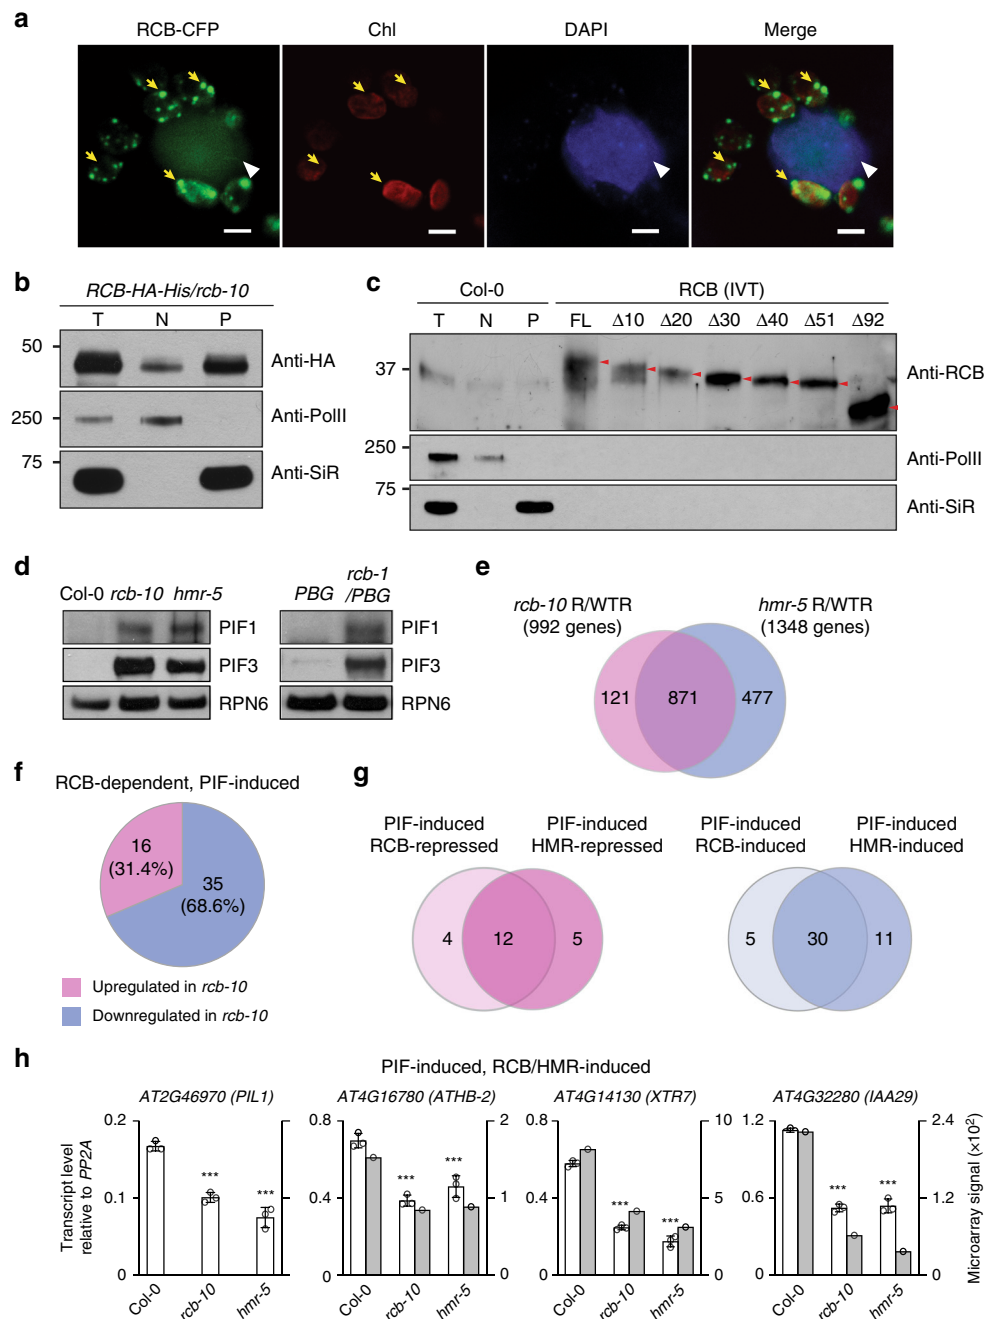 a
RCB-CFP Chl DAPI Merge
b
RCB-HA-His/rcb-10
T N P
50
Anti-HA
250
Anti-PolII
75
Anti-SiR
c
Col-0 RCB (IVT)
T N P FL Δ10 Δ20 Δ30 Δ40 Δ51 Δ92
37
Anti-RCB
250
Anti-PolII
75
Anti-SiR
d
Col-0 rcb-10 hmr-5
PIF1
PIF3
RPN6
PBG rcb-1
/PBG
PIF1
PIF3
RPN6
e
rcb-10 R/WTR
(992 genes)
hmr-5 R/WTR
(1348 genes)
121 871 477
f
RCB-dependent, PIF-induced
16
(31.4%)
35
(68.6%)
Upregulated in rcb-10
Downregulated in rcb-10
g
PIF-induced
RCB-repressed
PIF-induced
HMR-repressed
4 12 5
PIF-induced
RCB-induced
PIF-induced
HMR-induced
5 30 11
h
PIF-induced, RCB/HMR-induced
AT2G46970 (PIL1)
Transcript level
relative to PP2A
0.2
0.1
0
***
***
Col-0 rcb-10 hmr-5
AT4G16780 (ATHB-2)
0.8
0.4
0
2
1
0
***
***
Col-0 rcb-10 hmr-5
AT4G14130 (XTR7)
0.8
0.4
0
10
5
0
***
***
Col-0 rcb-10 hmr-5
AT4G32280 (IAA29)
1.2
0.6
0
2.4
1.2
0
***
***
Col-0 rcb-10 hmr-5
Microarray signal (×10²)